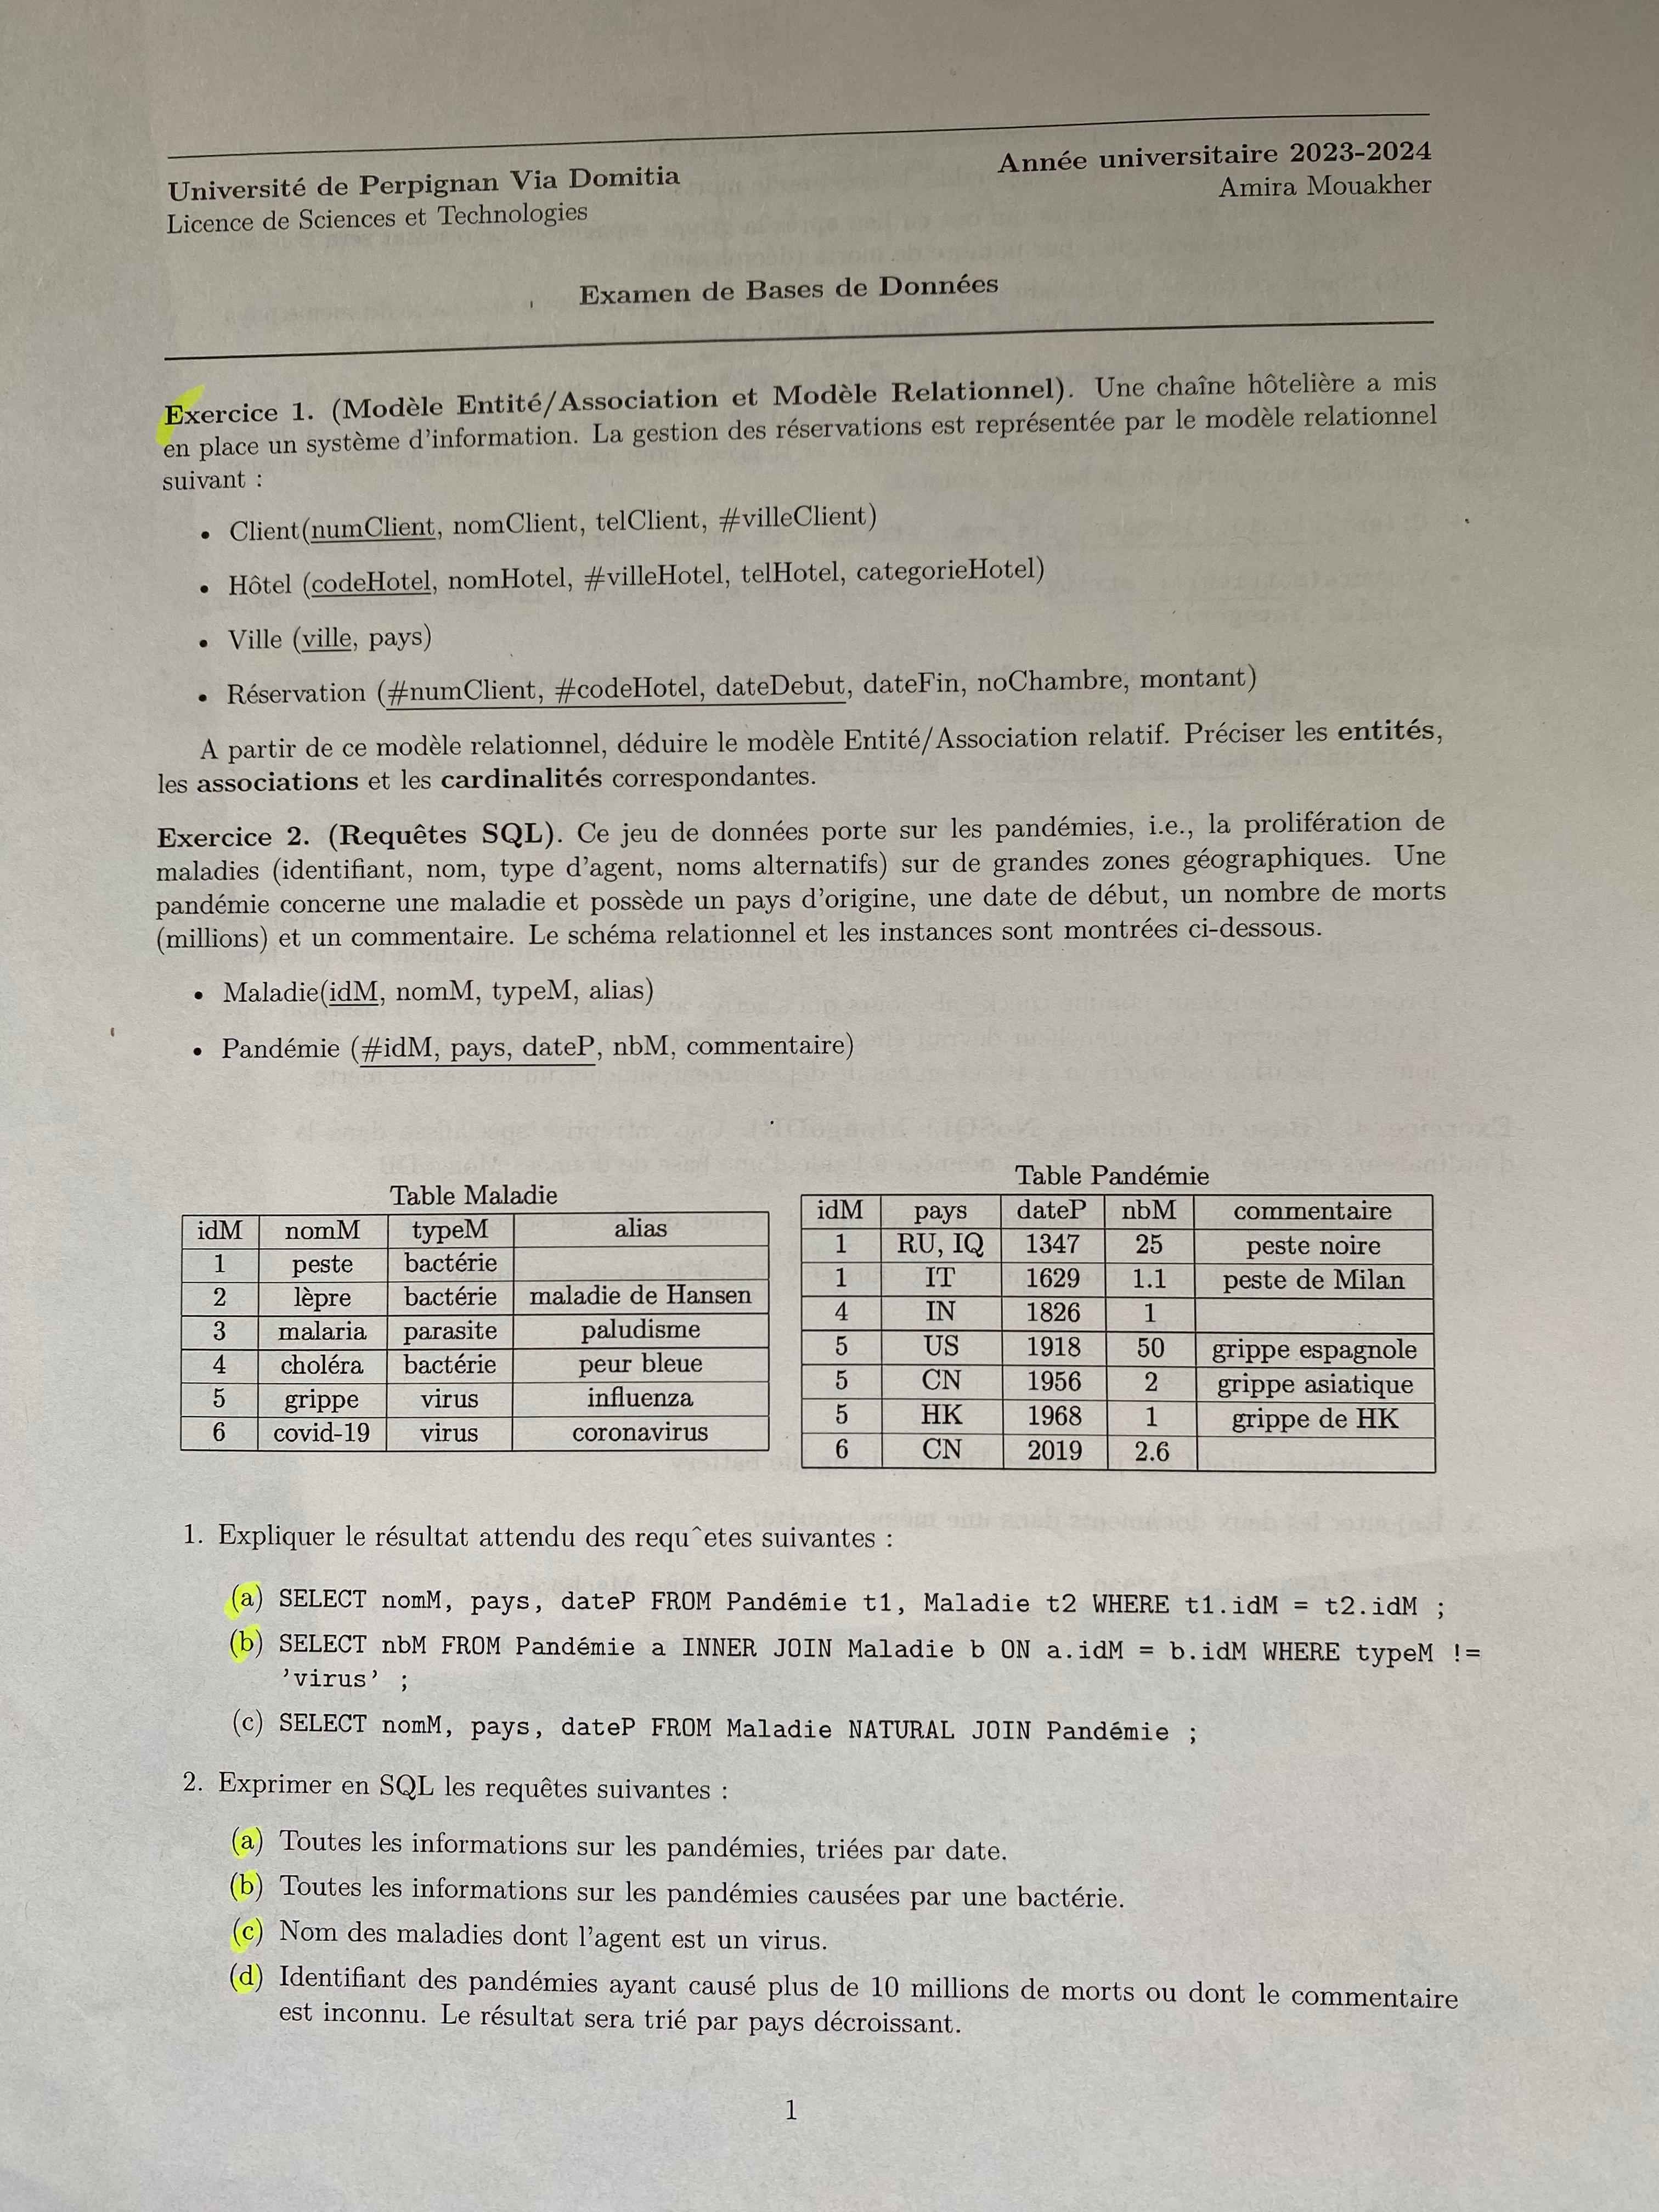 Université de Perpignan Via Domitia
Licence de Sciences et Technologies
Année universitaire 2023-2024
Amira Mouakher
Examen de Bases de Données
Exercice 1. (Modèle Entité/Association et Modèle Relationnel). Une chaîne hôtelière a mis
en place un système d'information. La gestion des réservations est représentée par le modèle relationnel
suivant :
• Client(numClient, nomClient, telClient, #villeClient)
• Hôtel (codeHotel, nomHotel, #villeHotel, telHotel, categorieHotel)
• Ville (ville, pays)
• Réservation (#numClient, #codeHotel, dateDebut, dateFin, noChambre, montant)
A partir de ce modèle relationnel, déduire le modèle Entité/Association relatif. Préciser les entités,
les associations et les cardinalités correspondantes.
Exercice 2. (Requêtes SQL). Ce jeu de données porte sur les pandémies, i.e., la prolifération de
maladies (identifiant, nom, type d'agent, noms alternatifs) sur de grandes zones géographiques. Une
pandémie concerne une maladie et possède un pays d'origine, une date de début, un nombre de morts
(millions) et un commentaire. Le schéma relationnel et les instances sont montrées ci-dessous.
• Maladie(idM, nomM, typeM, alias)
• Pandémie (#idM, pays, dateP, nbM, commentaire)
Table Maladie
idM nomM typeM alias
1 peste bactérie
2 lèpre bactérie maladie de Hansen
3 malaria parasite paludisme
4 choléra bactérie peur bleue
5 grippe virus influenza
6 covid-19 virus coronavirus
Table Pandémie
idM pays dateP nbM commentaire
1 RU, IQ 1347 25 peste noire
1 IT 1629 1.1 peste de Milan
4 IN 1826 1
5 US 1918 50 grippe espagnole
5 CN 1956 2 grippe asiatique
5 HK 1968 1 grippe de HK
6 CN 2019 2.6
1. Expliquer le résultat attendu des requ^etes suivantes :
(a) SELECT nomM, pays, dateP FROM Pandémie t1, Maladie t2 WHERE t1.idM = t2.idM ;
(b) SELECT nbM FROM Pandémie a INNER JOIN Maladie b ON a.idM = b.idM WHERE typeM !=
'virus' ;
(c) SELECT nomM, pays, dateP FROM Maladie NATURAL JOIN Pandémie ;
2. Exprimer en SQL les requêtes suivantes :
(a) Toutes les informations sur les pandémies, triées par date.
(b) Toutes les informations sur les pandémies causées par une bactérie.
(c) Nom des maladies dont l'agent est un virus.
(d) Identifiant des pandémies ayant causé plus de 10 millions de morts ou dont le commentaire
est inconnu. Le résultat sera trié par pays décroissant.
1